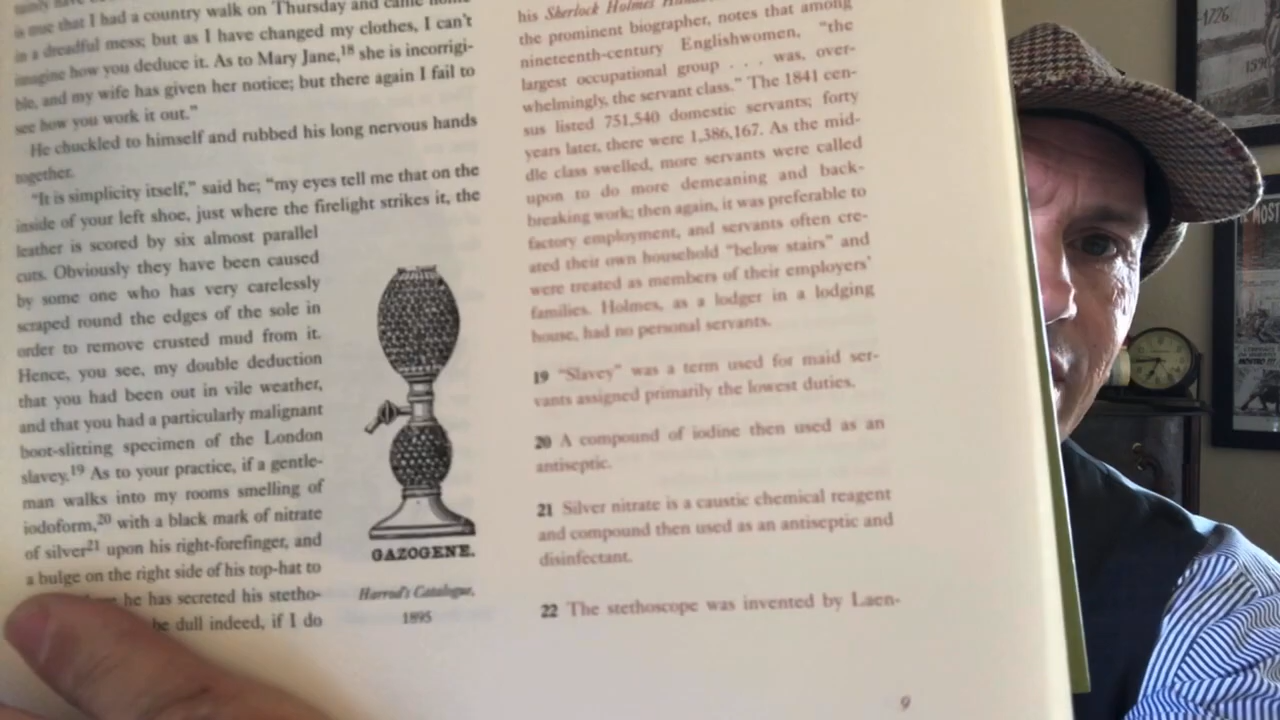 is true that I had a country walk on Thursday and came home
in a dreadful mess; but as I have changed my clothes, I can't
imagine how you deduce it. As to Mary Jane,18 she is incorrigi-
ble, and my wife has given her notice; but there again I fail to
see how you work it out."
He chuckled to himself and rubbed his long nervous hands
together.
"It is simplicity itself," said he; "my eyes tell me that on the
inside of your left shoe, just where the firelight strikes it, the
leather is scored by six almost parallel
cuts. Obviously they have been caused
by some one who has very carelessly
scraped round the edges of the sole in
order to remove crusted mud from it.
Hence, you see, my double deduction
that you had been out in vile weather,
and that you had a particularly malignant
boot-slitting specimen of the London
slavey.19 As to your practice, if a gentle-
man walks into my rooms smelling of
iodoform,20 with a black mark of nitrate
of silver21 upon his right-forefinger, and
a bulge on the right side of his top-hat to
he has secreted his stetho-
be dull indeed, if I do
GAZOGENE.
Harrod's Catalogue,
1895
his Sherlock Holmes
the prominent biographer, notes that among
nineteenth-century Englishwomen, "the
largest occupational group . . . was, over-
whelmingly, the servant class." The 1841 cen-
sus listed 751,540 domestic servants; forty
years later, there were 1,386,167. As the mid-
dle class swelled, more servants were called
upon to do more demeaning and back-
breaking work; then again, it was preferable to
factory employment, and servants often cre-
ated their own household "below stairs" and
were treated as members of their employers'
families. Holmes, as a lodger in a lodging
house, had no personal servants.
19 "Slavey" was a term used for maid ser-
vants assigned primarily the lowest duties.
20 A compound of iodine then used as an
antiseptic.
21 Silver nitrate is a caustic chemical reagent
and compound then used as an antiseptic and
disinfectant.
22 The stethoscope was invented by Laen-
9
-1726
MOST